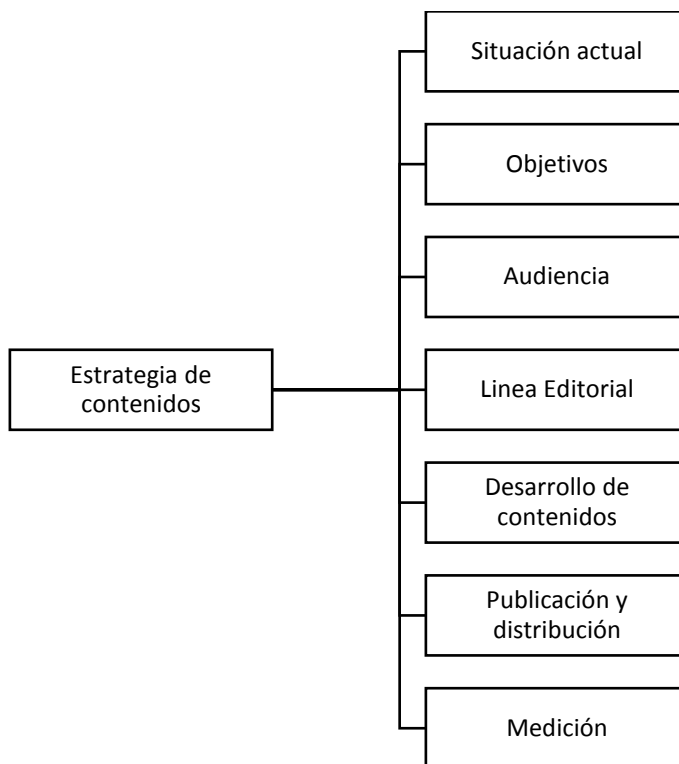 Situación actual
Objetivos
Audiencia
Estrategia de
contenidos
Linea Editorial
Desarrollo de
contenidos
Publicación y
distribución
Medición